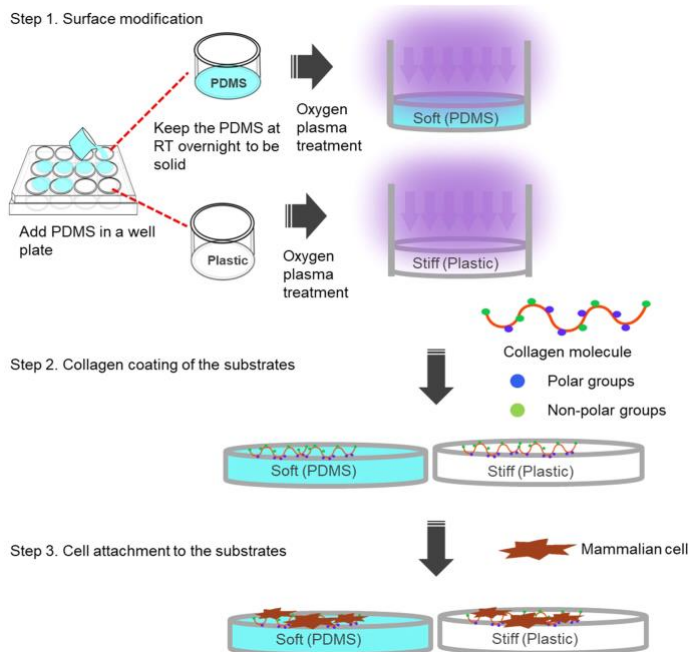 Step 1. Surface modification
PDMS
Keep the PDMS at
RT overnight to be
solid
Oxygen
plasma
treatment
Soft (PDMS)
Add PDMS in a well
plate
Plastic
Oxygen
plasma
treatment
Stiff (Plastic)
Collagen molecule
Polar groups
Non-polar groups
Step 2. Collagen coating of the substrates
Soft (PDMS)
Stiff (Plastic)
Step 3. Cell attachment to the substrates
Mammalian cell
Soft (PDMS)
Stiff (Plastic)